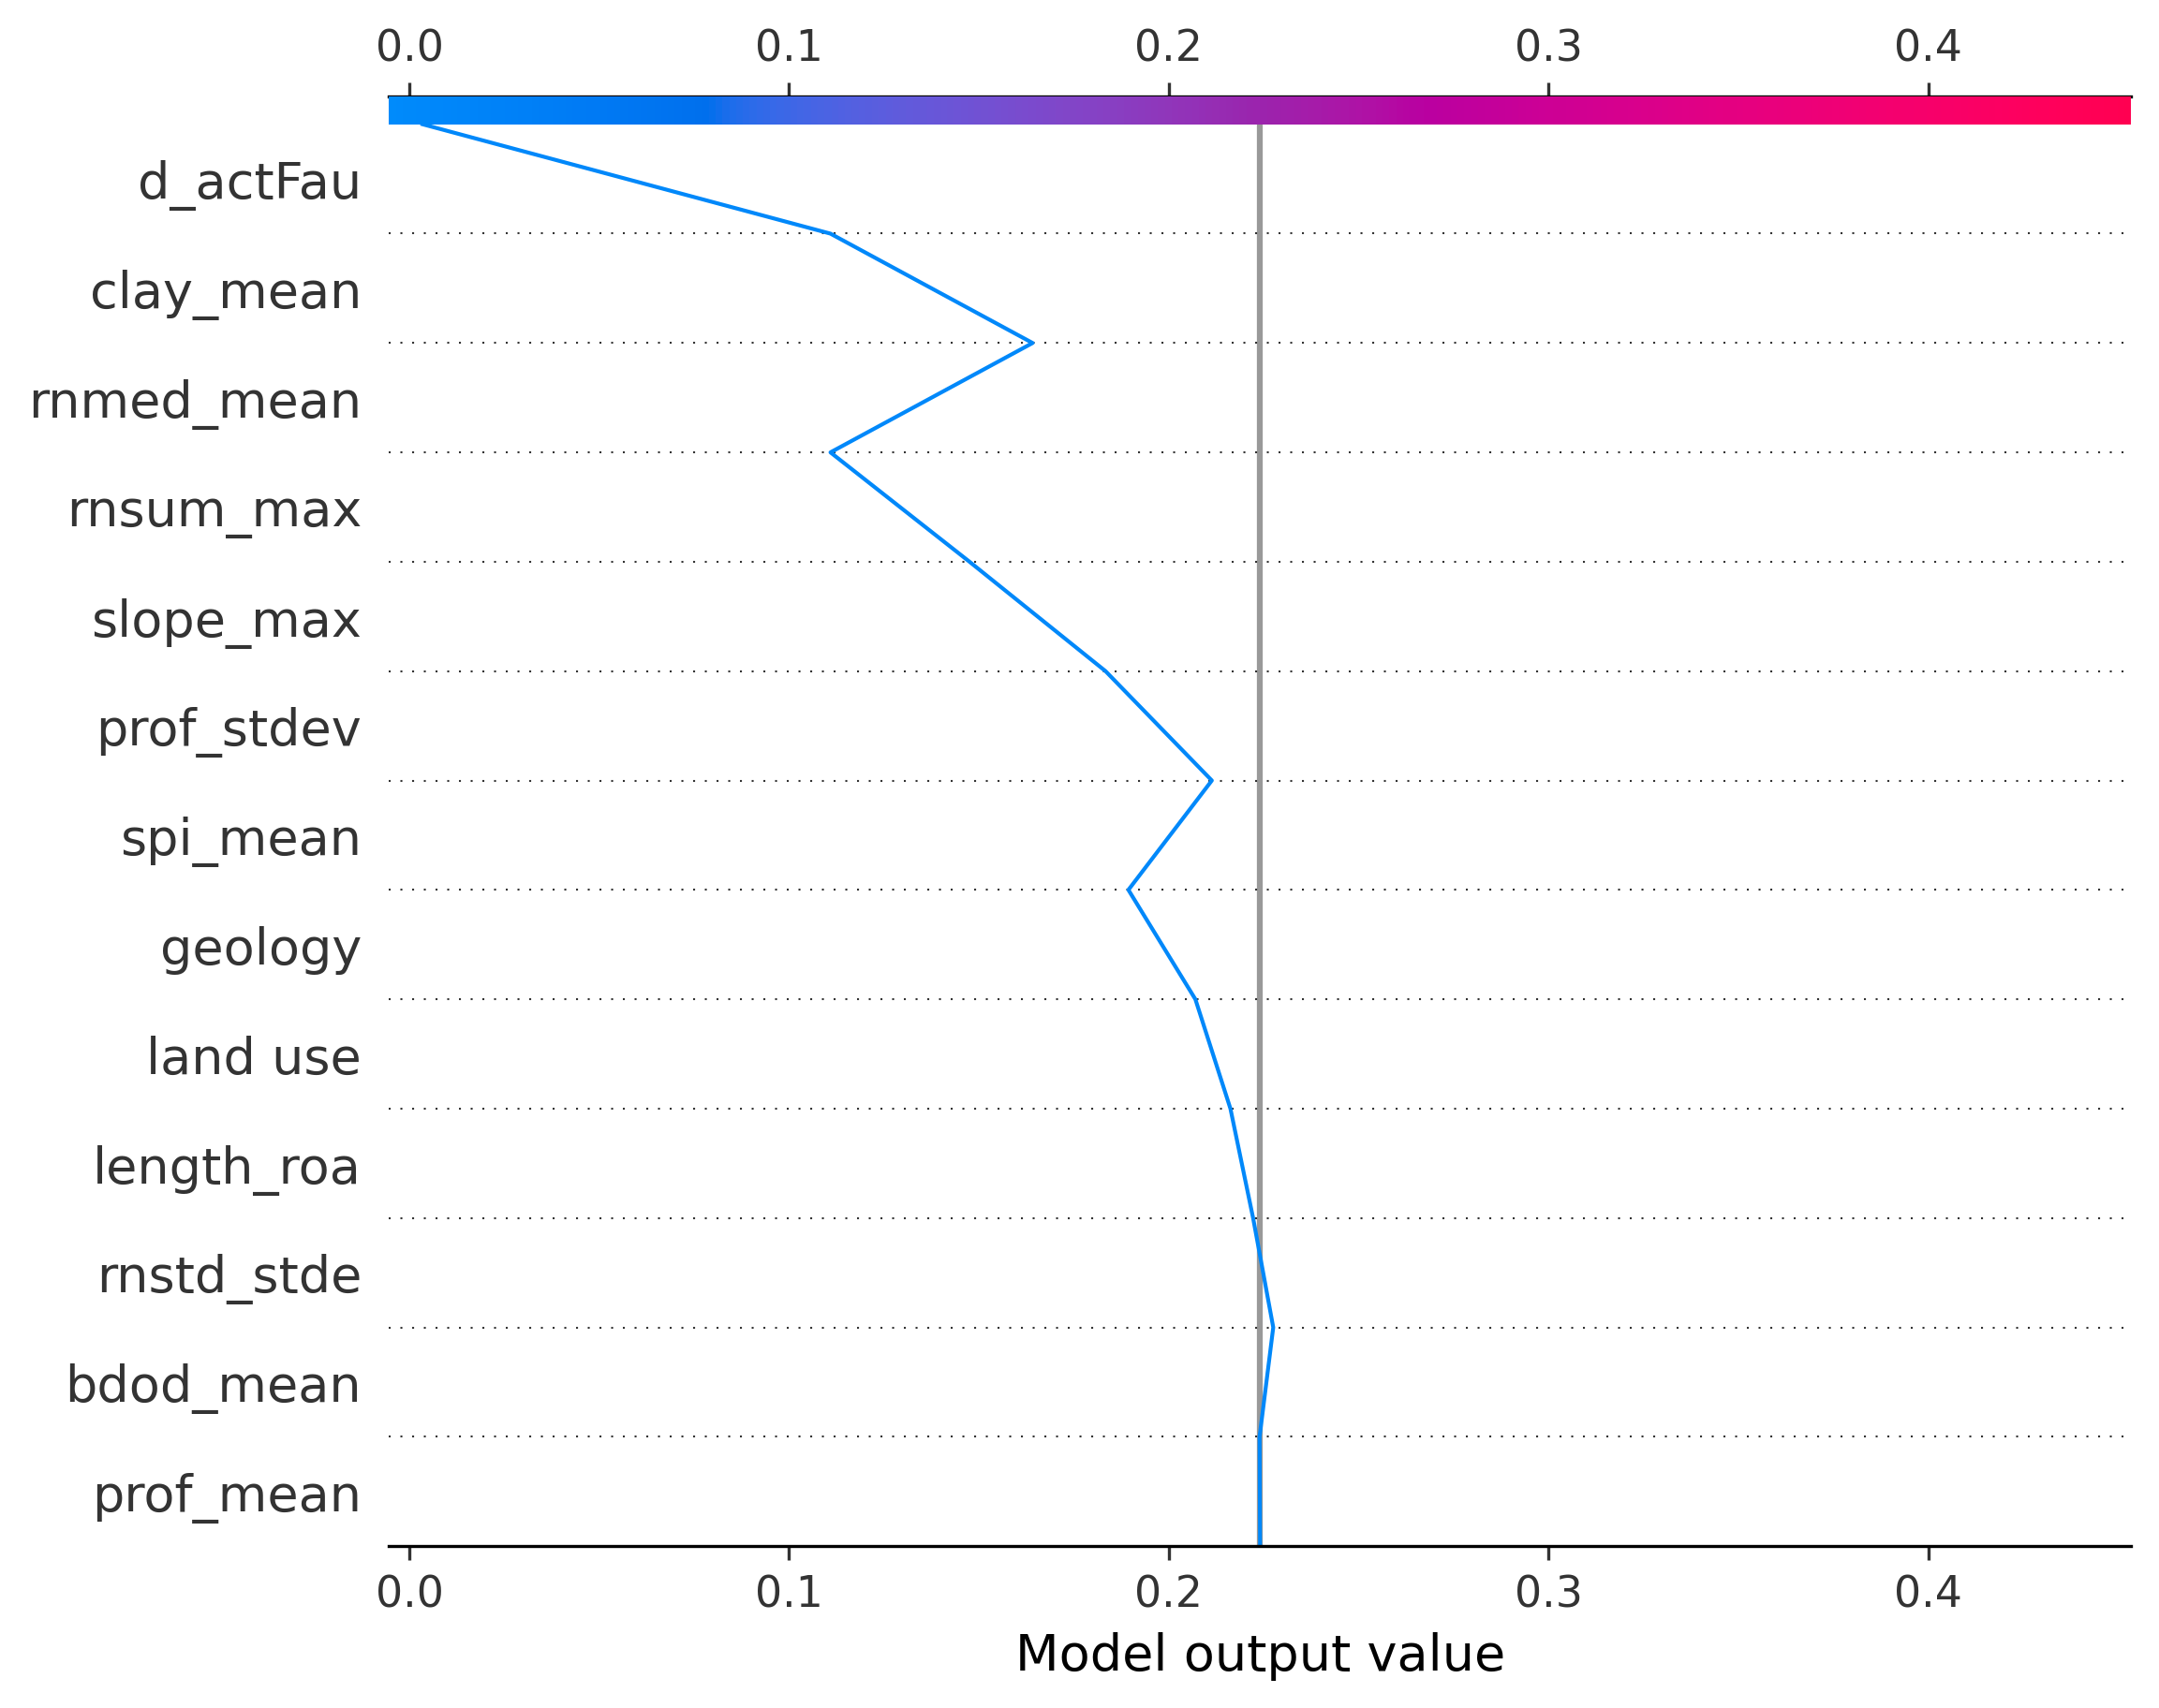 0.0 0.1 0.2 0.3 0.4
d_actFau
clay_mean
rnmed_mean
rnsum_max
slope_max
prof_stdev
spi_mean
geology
land use
length_roa
rnstd_stde
bdod_mean
prof_mean
0.0 0.1 0.2 0.3 0.4
Model output value